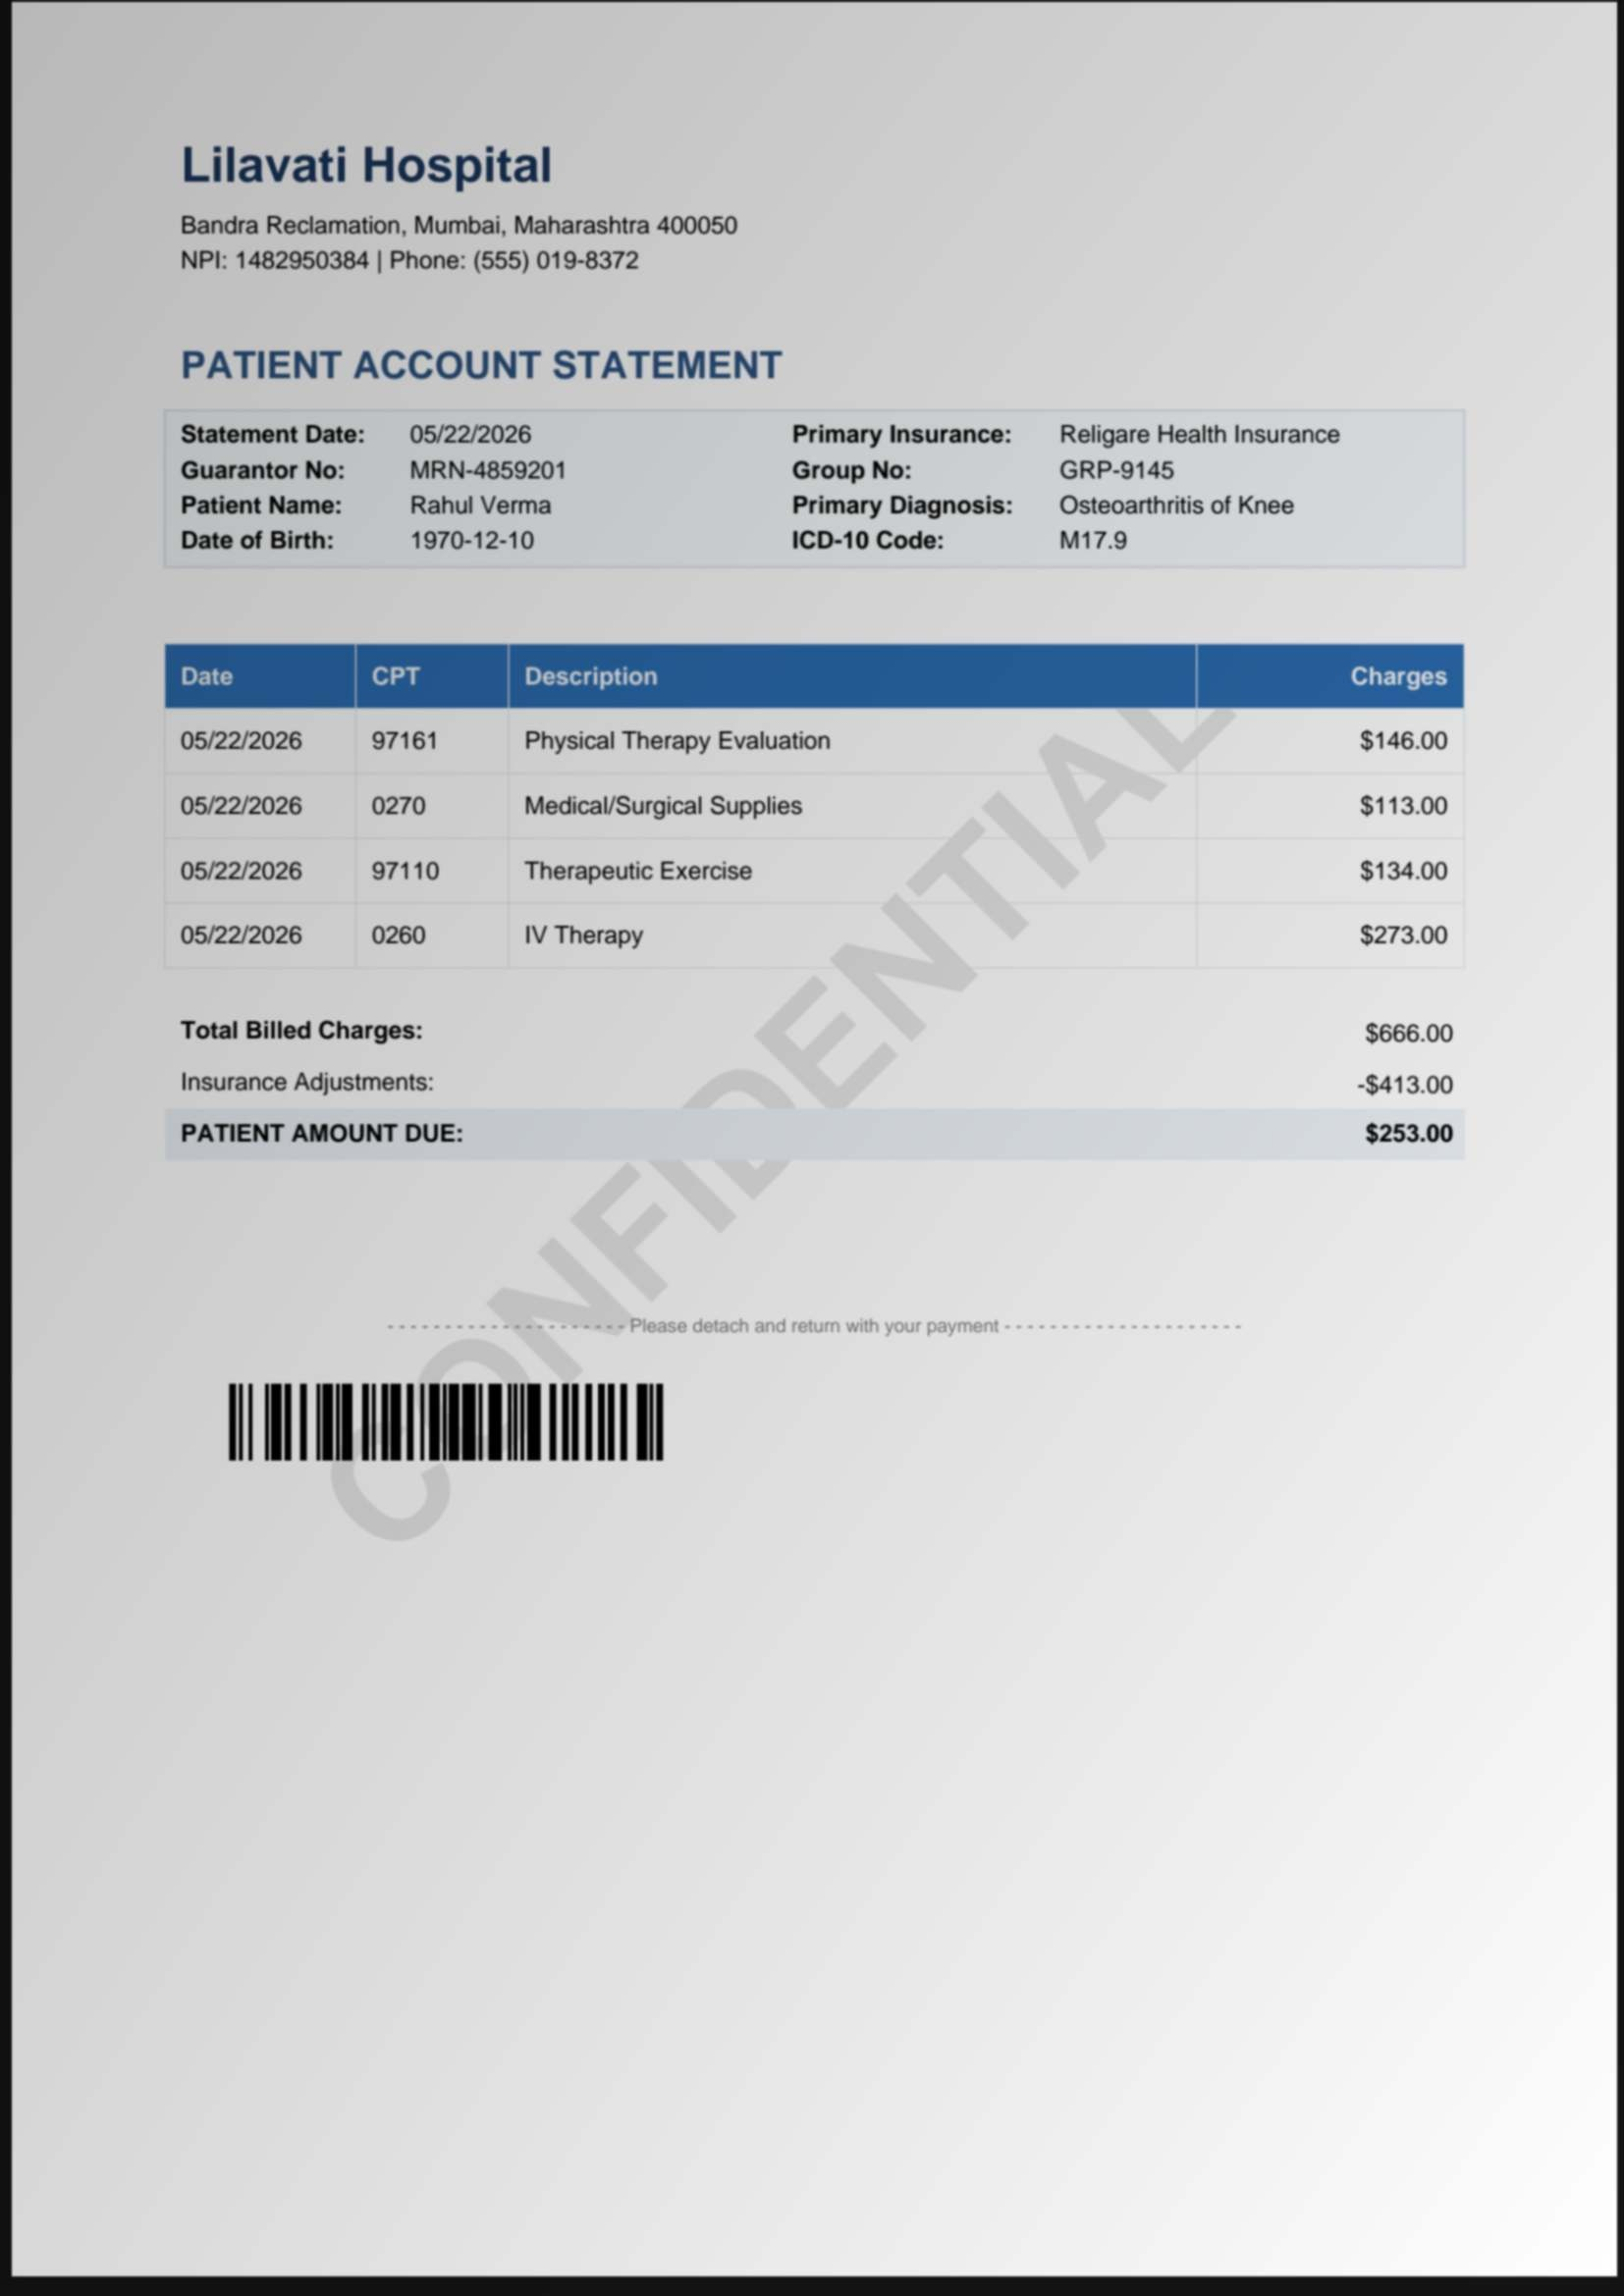 Lilavati Hospital
Bandra Reclamation, Mumbai, Maharashtra 400050
NPI: 1482950384 | Phone: (555) 019-8372
PATIENT ACCOUNT STATEMENT
Statement Date: 05/22/2026 Primary Insurance: Religare Health Insurance
Guarantor No: MRN-4859201 Group No: GRP-9145
Patient Name: Rahul Verma Primary Diagnosis: Osteoarthritis of Knee
Date of Birth: 1970-12-10 ICD-10 Code: M17.9
Date CPT Description Charges
05/22/2026 97161 Physical Therapy Evaluation $146.00
05/22/2026 0270 Medical/Surgical Supplies $113.00
05/22/2026 97110 Therapeutic Exercise $134.00
05/22/2026 0260 IV Therapy $273.00
Total Billed Charges: $666.00
Insurance Adjustments: -$413.00
PATIENT AMOUNT DUE: $253.00
CONFIDENTIAL
- - - - - - - - - - - - - - - - - - - - - Please detach and return with your payment - - - - - - - - - - - - - - - - - - - - -